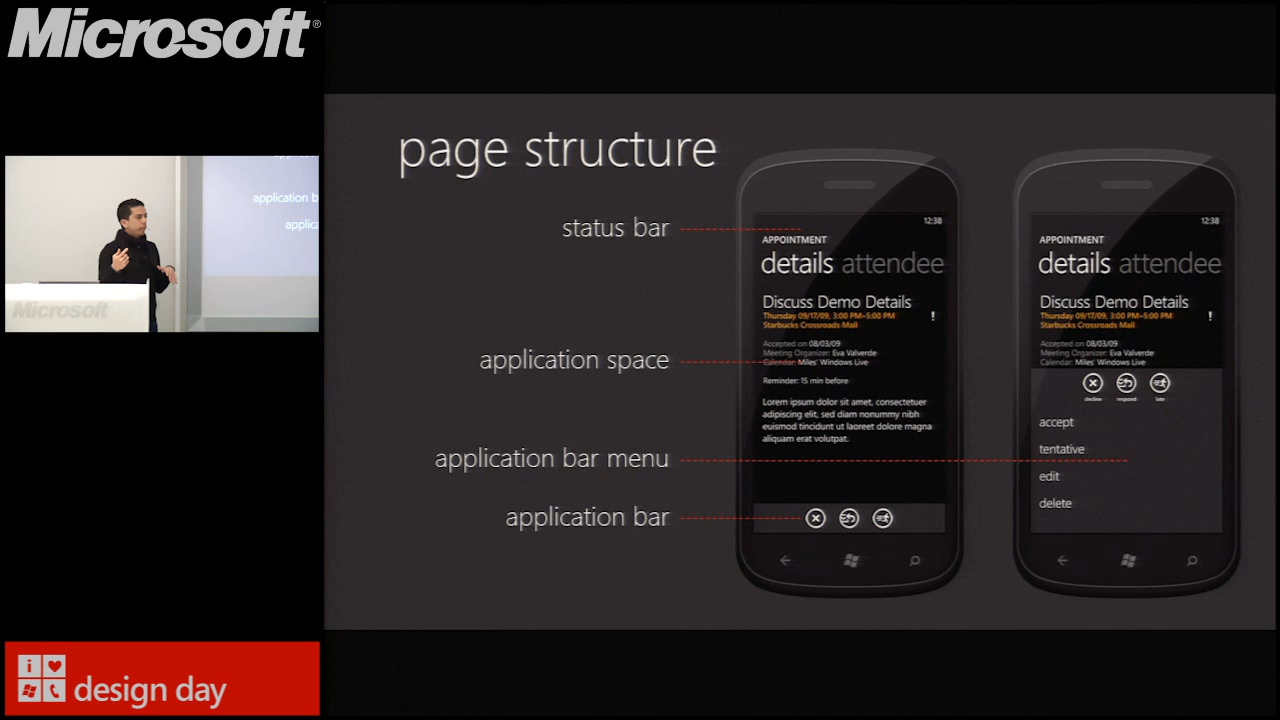 Microsoft®
application b
applic
Microsoft
i
design day
page structure
status bar
application space
application bar menu
application bar
12:38
APPOINTMENT
details attendee
Discuss Demo Details
Thursday 09/17/09, 3:00 PM–5:00 PM
!
Starbucks Crossroads Mall
Accepted on 08/03/09
Meeting Organizer: Eva Valverde
Calendar: Miles' Windows Live
Reminder: 15 min before
Lorem ipsum dolor sit amet, consectetuer
adipiscing elit, sed diam nonummy nibh
euismod tincidunt ut laoreet dolore magna
aliquam erat volutpat.
12:38
APPOINTMENT
details attendee
Discuss Demo Details
Thursday 09/17/09, 3:00 PM–5:00 PM
!
Starbucks Crossroads Mall
Accepted on 08/03/09
Meeting Organizer: Eva Valverde
Calendar: Miles' Windows Live
decline respond late
accept
tentative
edit
delete